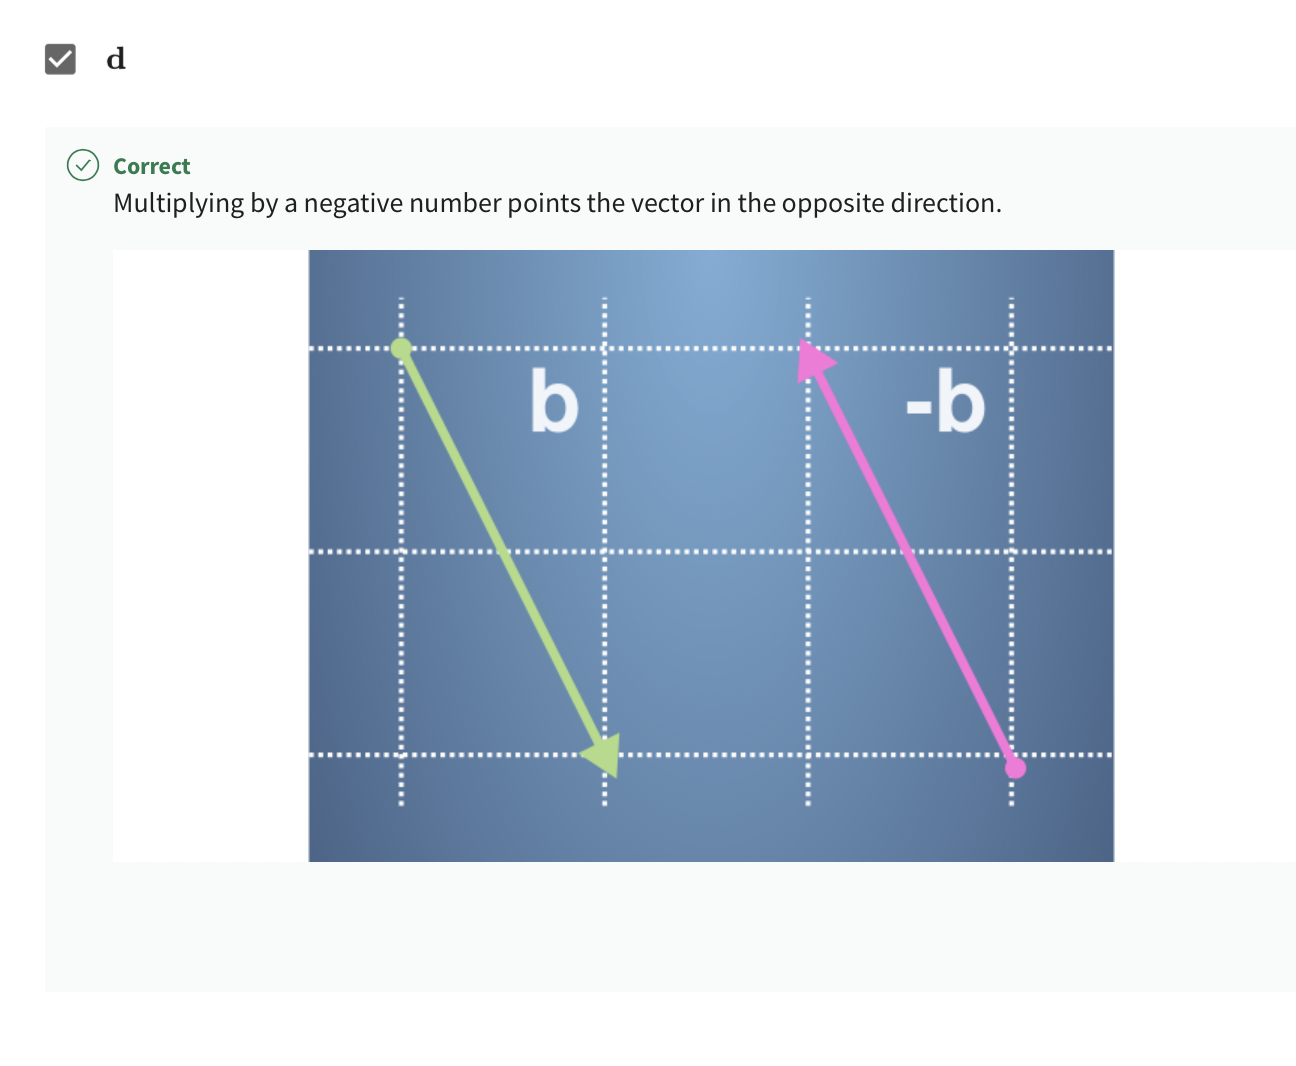 d
Correct
Multiplying by a negative number points the vector in the opposite direction.
b
-b